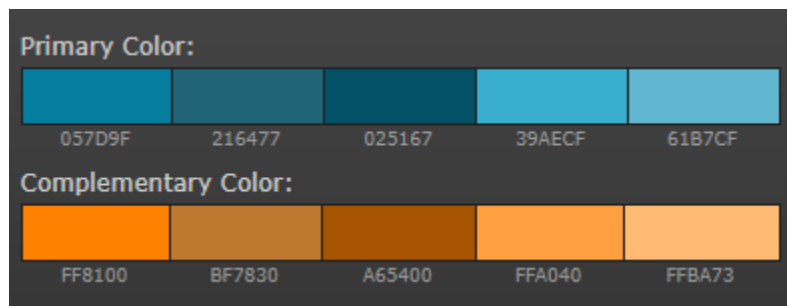 Primary Color:
057D9F 216477 025167 39AECF 61B7CF
Complementary Color:
FF8100 BF7830 A65400 FFA040 FFBA73